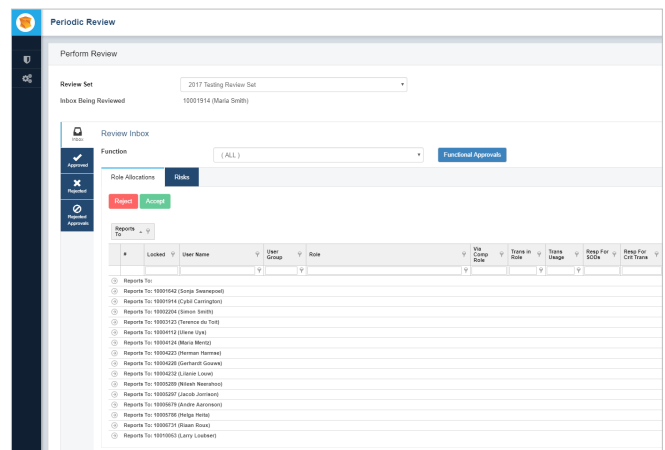 Periodic Review
Perform Review
Review Set
2017 Testing Review Set
Inbox Being Reviewed
10001914 (Maria Smith)
Inbox
Review Inbox
Function
( ALL )
Functional Approvals
Approved
Rejected
Rejected Approvals
Role Allocations
Risks
Reject
Accept
Reports To
# Locked User Name User Group Role Via Comp Role Trans in Role Trans Usage Resp For SODs Resp For Crit Trans
Reports To:
Reports To: 10001642 (Sonja Swanepoel)
Reports To: 10001914 (Cybil Carrington)
Reports To: 10002204 (Simon Smith)
Reports To: 10003123 (Terence du Toit)
Reports To: 10004112 (Ulene Uys)
Reports To: 10004124 (Maria Mentz)
Reports To: 10004223 (Herman Harmse)
Reports To: 10004228 (Gerhardt Gouws)
Reports To: 10004232 (Lilanie Louw)
Reports To: 10005289 (Nilesh Neerahoo)
Reports To: 10005297 (Jacob Jorrison)
Reports To: 10005679 (Andre Aaronson)
Reports To: 10005786 (Helga Heita)
Reports To: 10006731 (Riaan Rous)
Reports To: 10010053 (Larry Loubser)